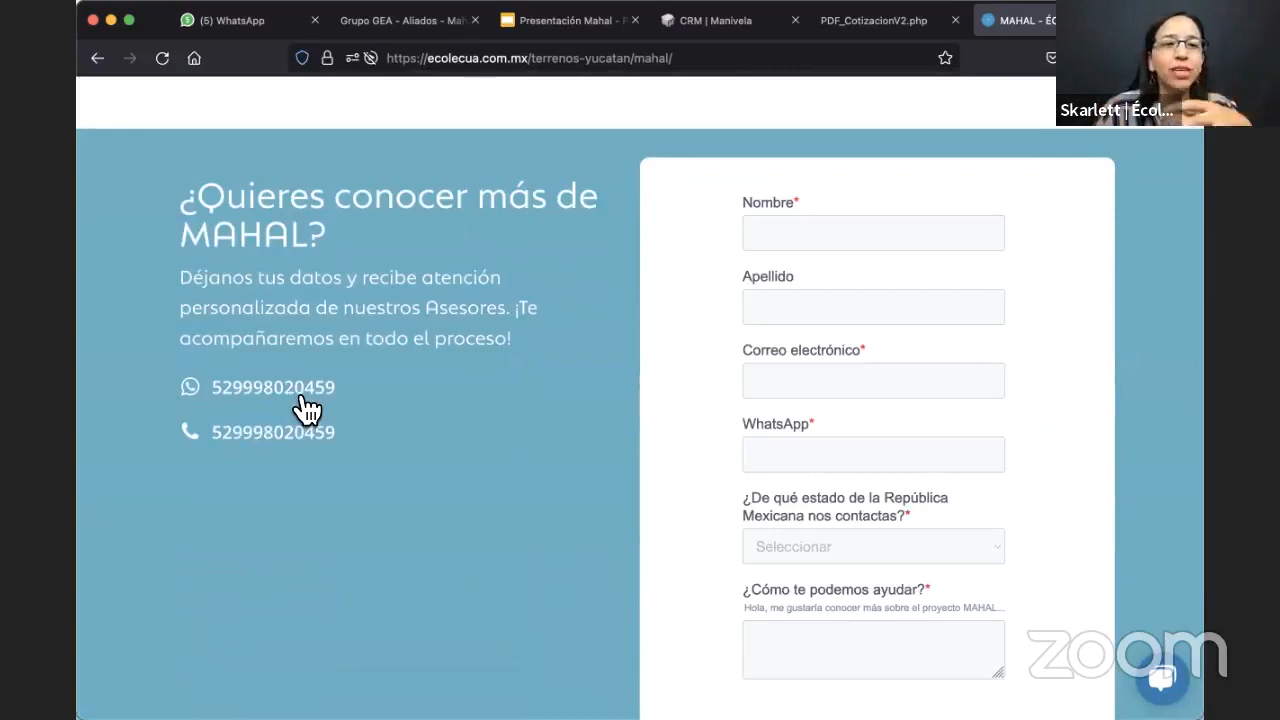 (5) WhatsApp
Grupo GEA - Aliados - Mah
Presentación Mahal -
CRM | Manivela
PDF_CotizacionV2.php
MAHAL - ÉC
https://ecolecua.com.mx/terrenos-yucatan/mahal/
Skarlett | Écol...
¿Quieres conocer más de
MAHAL?
Déjanos tus datos y recibe atención
personalizada de nuestros Asesores. ¡Te
acompañaremos en todo el proceso!
529998020459
529998020459
Nombre*
Apellido
Correo electrónico*
WhatsApp*
¿De qué estado de la República
Mexicana nos contactas?*
Seleccionar
¿Cómo te podemos ayudar?*
Hola, me gustaría conocer más sobre el proyecto MAHAL...
zoom